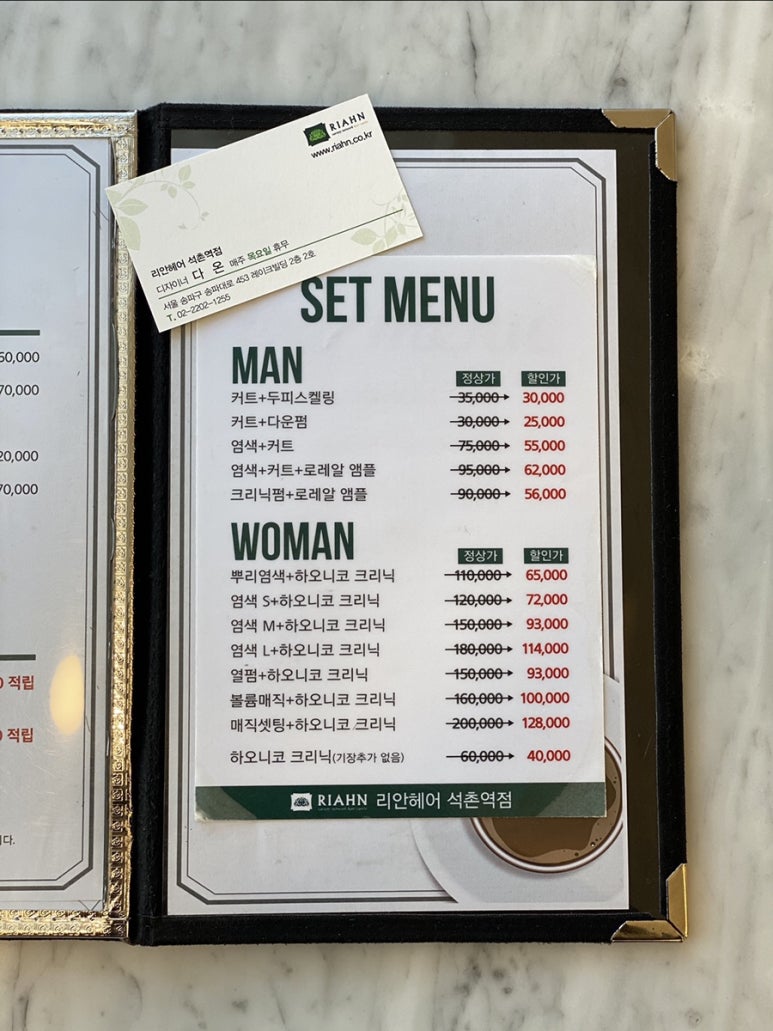 RIAHN
www.riahn.co.kr
리안헤어 석촌역점
디자이너 다 온 매주 목요일 휴무
서울 송파구 송파대로 453 레이크빌딩 2층 2호
T. 02-2202-1255
SET MENU
MAN 정상가 할인가
커트+두피스켈링 35,000 30,000
커트+다운펌 30,000 25,000
염색+커트 75,000 55,000
염색+커트+로레알 앰플 95,000 62,000
크리닉펌+로레알 앰플 90,000 56,000
WOMAN 정상가 할인가
뿌리염색+하오니코 크리닉 110,000 65,000
염색 S+하오니코 크리닉 120,000 72,000
염색 M+하오니코 크리닉 150,000 93,000
염색 L+하오니코 크리닉 180,000 114,000
열펌+하오니코 크리닉 150,000 93,000
볼륨매직+하오니코 크리닉 160,000 100,000
매직셋팅+하오니코 크리닉 200,000 128,000
하오니코 크리닉(기장추가 없음) 60,000 40,000
RIAHN 리안헤어 석촌역점
70,000
70,000
적립
적립